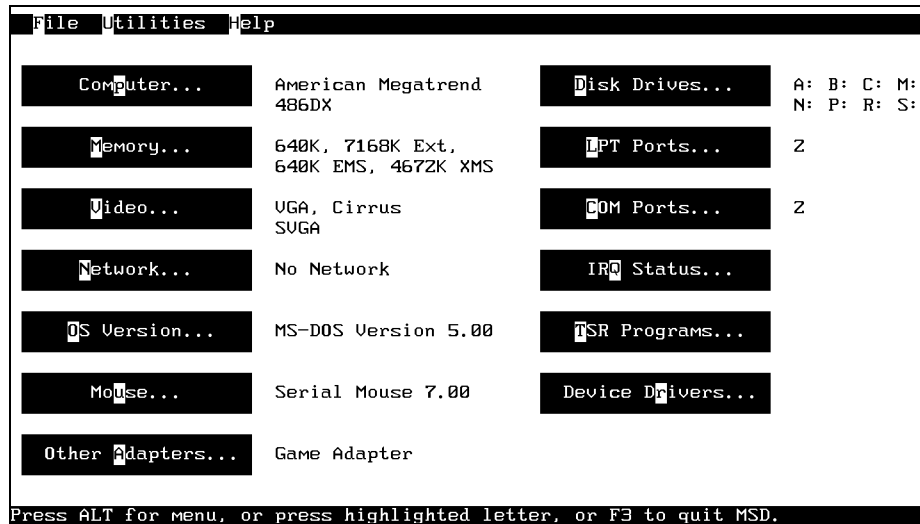 File Utilities Help
Computer... American Megatrend Disk Drives... A: B: C: M:
486DX N: P: R: S:
Memory... 640K, 7168K Ext, LPT Ports... Z
640K EMS, 4672K XMS
Video... VGA, Cirrus COM Ports... Z
SVGA
Network... No Network IRQ Status...
OS Version... MS-DOS Version 5.00 TSR Programs...
Mouse... Serial Mouse 7.00 Device Drivers...
Other Adapters... Game Adapter
Press ALT for menu, or press highlighted letter, or F3 to quit MSD.